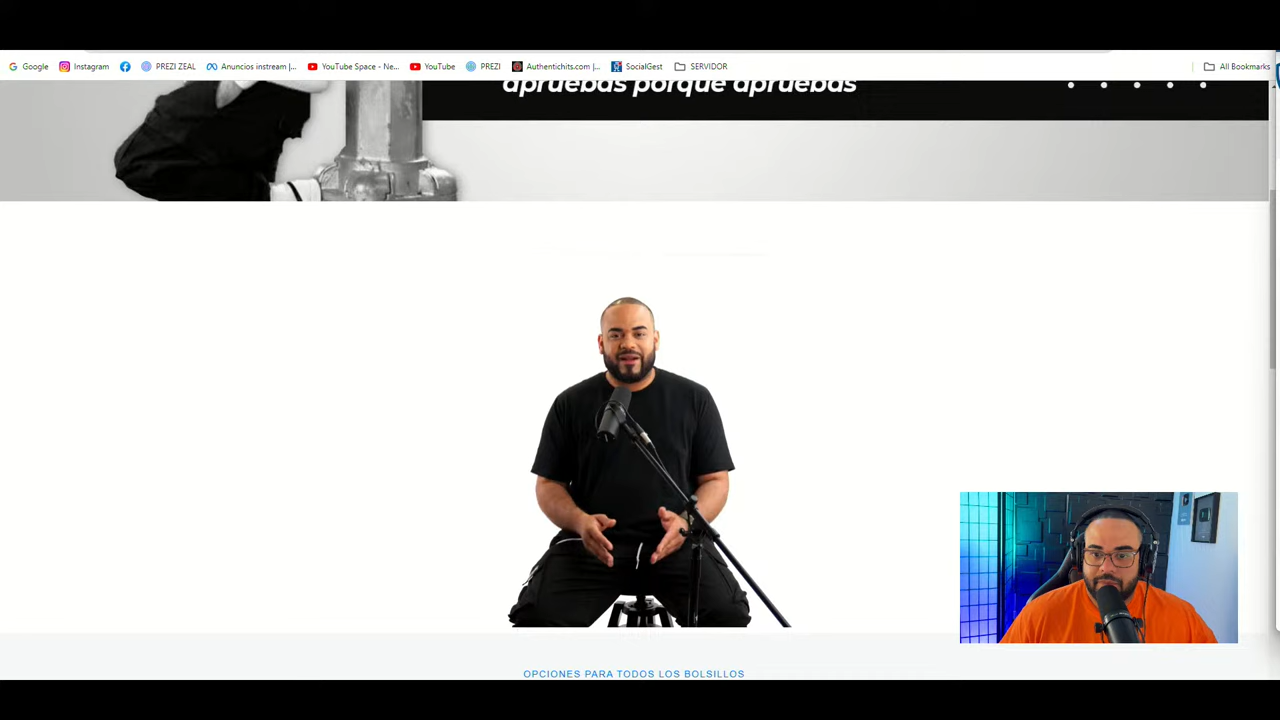 Google Instagram PREZI ZEAL Anuncios instream |... YouTube Space - Ne... YouTube PREZI Authentichits.com |... SocialGest SERVIDOR All Bookmarks
apruebas porque apruebas
OPCIONES PARA TODOS LOS BOLSILLOS